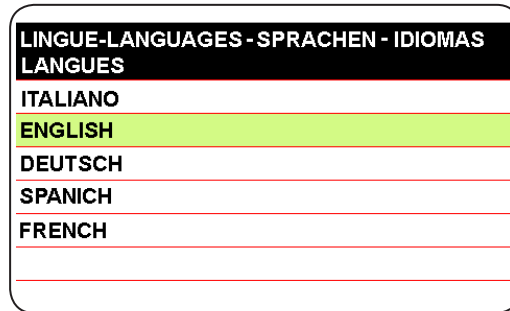 LINGUE-LANGUAGES-SPRACHEN - IDIOMAS
LANGUES
ITALIANO
ENGLISH
DEUTSCH
SPANICH
FRENCH